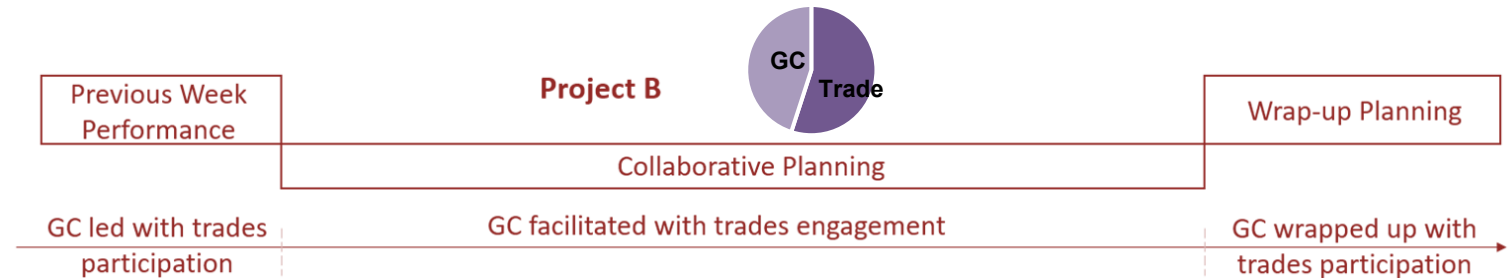 GC
Trade
Project B
Previous Week
Performance
Wrap-up Planning
Collaborative Planning
GC led with trades
participation
GC facilitated with trades engagement
GC wrapped up with
trades participation